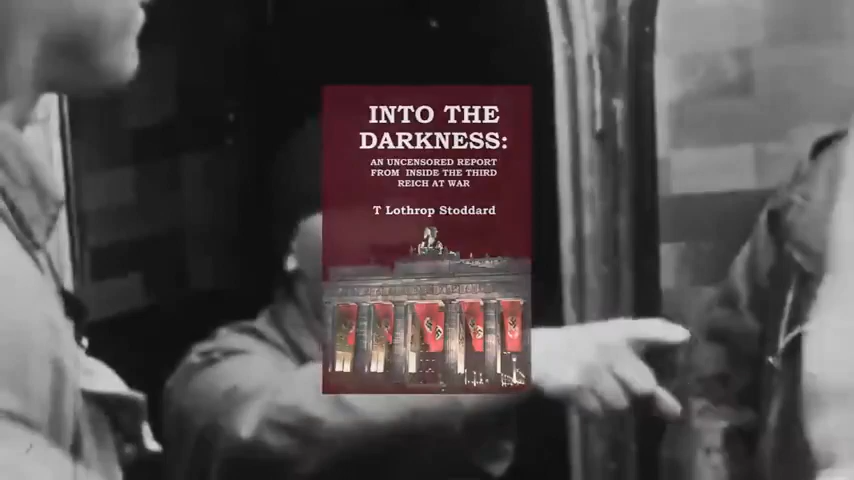 INTO THE
DARKNESS:
AN UNCENSORED REPORT
FROM INSIDE THE THIRD
REICH AT WAR
T Lothrop Stoddard